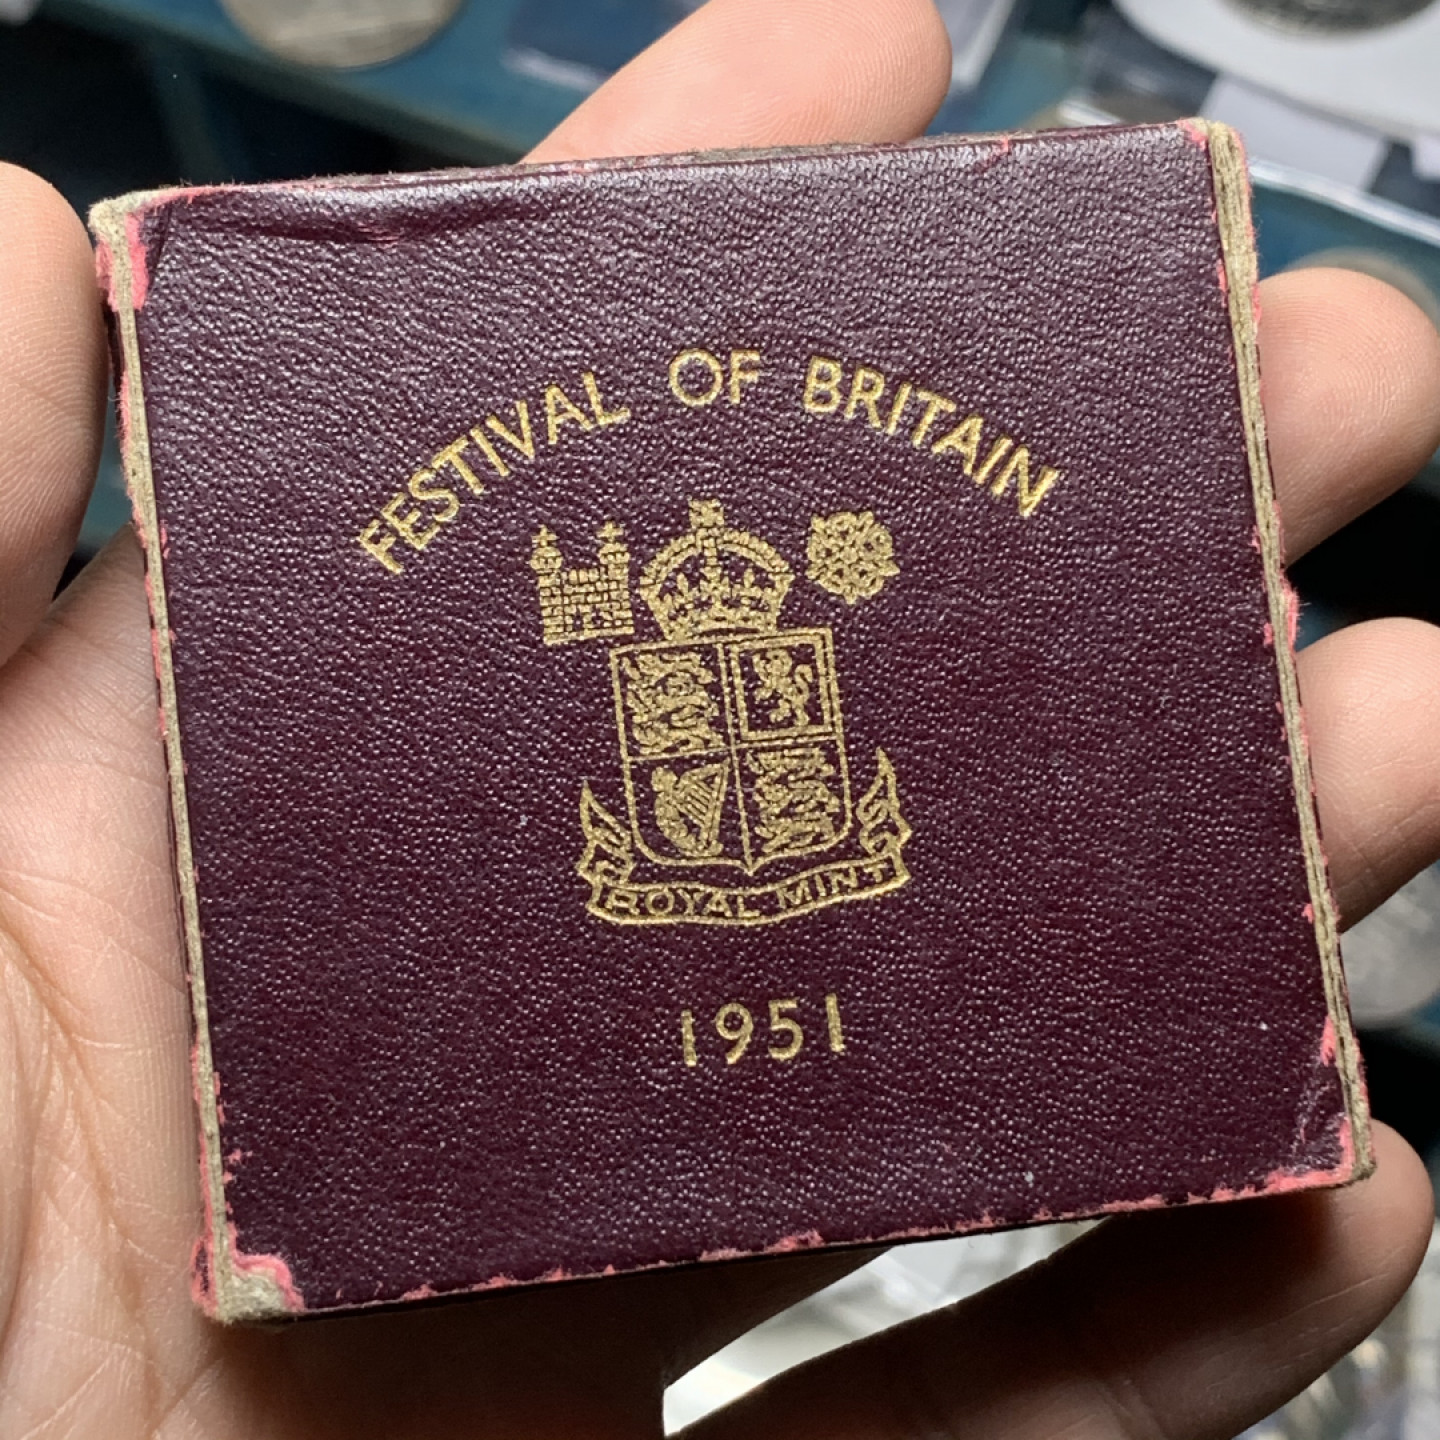 FESTIVAL OF BRITAIN
ROYAL MINT
1951